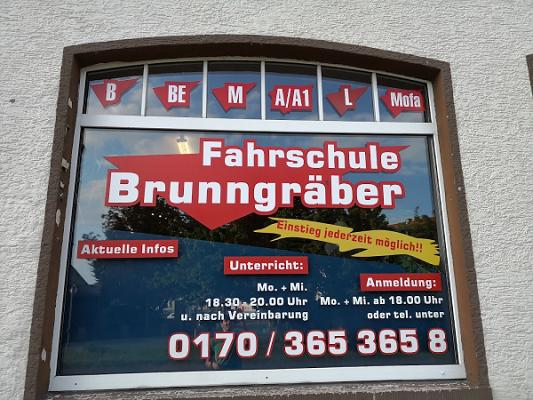 B BE M A/A1 L Mofa
Fahrschule
Brunngräber
Einstieg jederzeit möglich!!
Aktuelle Infos
Unterricht:
Mo. + Mi.
18.30 - 20.00 Uhr
u. nach Vereinbarung
Anmeldung:
Mo. + Mi. ab 18.00 Uhr
oder tel. unter
0170 / 365 365 8